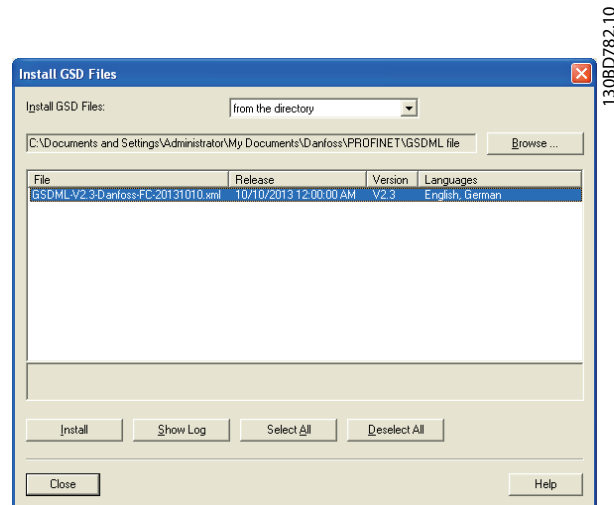 130BD782.10
Install GSD Files
Install GSD Files:
from the directory
C:\Documents and Settings\Administrator\My Documents\Danfoss\PROFINET\GSDML file
Browse ...
File Release Version Languages
GSDML-V2.3-Danfoss-FC-20131010.xml 10/10/2013 12:00:00 AM V2.3 English, German
Install Show Log Select All Deselect All
Close Help